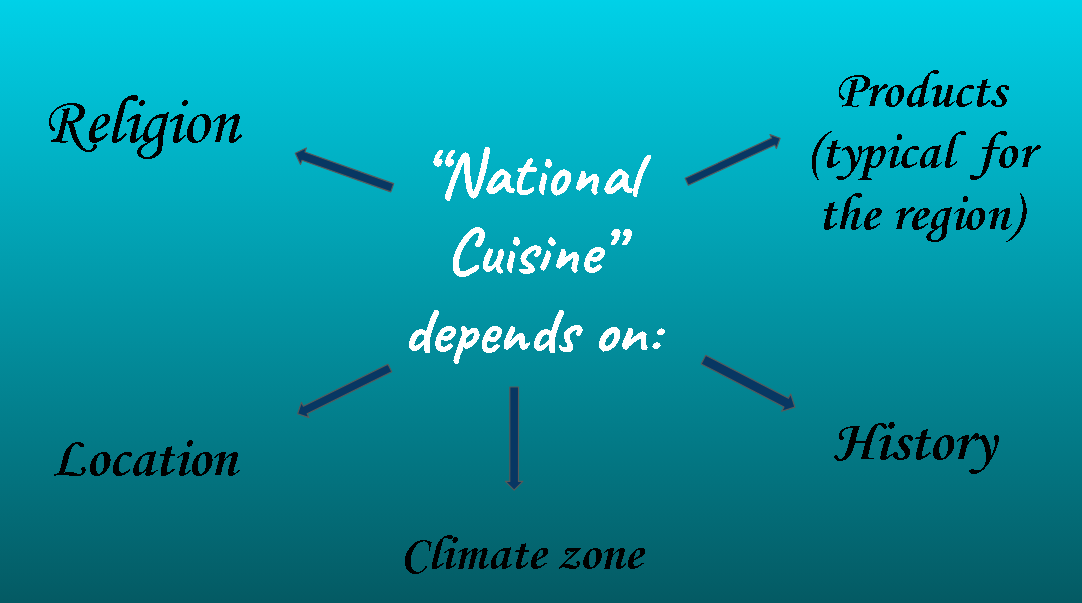 Religion
"National
Cuisine"
depends on:
Products
(typical for
the region)
Location
Climate zone
History